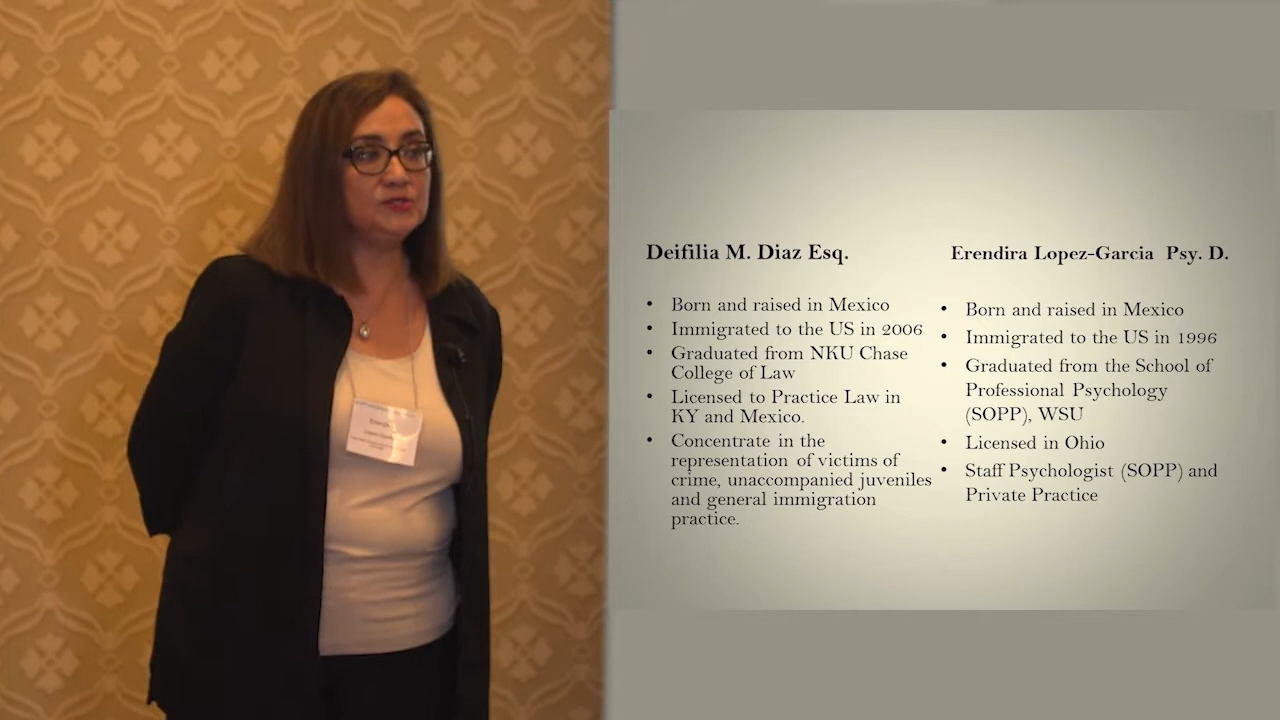 Deifilia M. Diaz Esq.
• Born and raised in Mexico
• Immigrated to the US in 2006
• Graduated from NKU Chase
College of Law
• Licensed to Practice Law in
KY and Mexico.
• Concentrate in the
representation of victims of
crime, unaccompanied juveniles
and general immigration
practice.
Erendira Lopez-Garcia Psy. D.
• Born and raised in Mexico
• Immigrated to the US in 1996
• Graduated from the School of
Professional Psychology
(SOPP), WSU
• Licensed in Ohio
• Staff Psychologist (SOPP) and
Private Practice